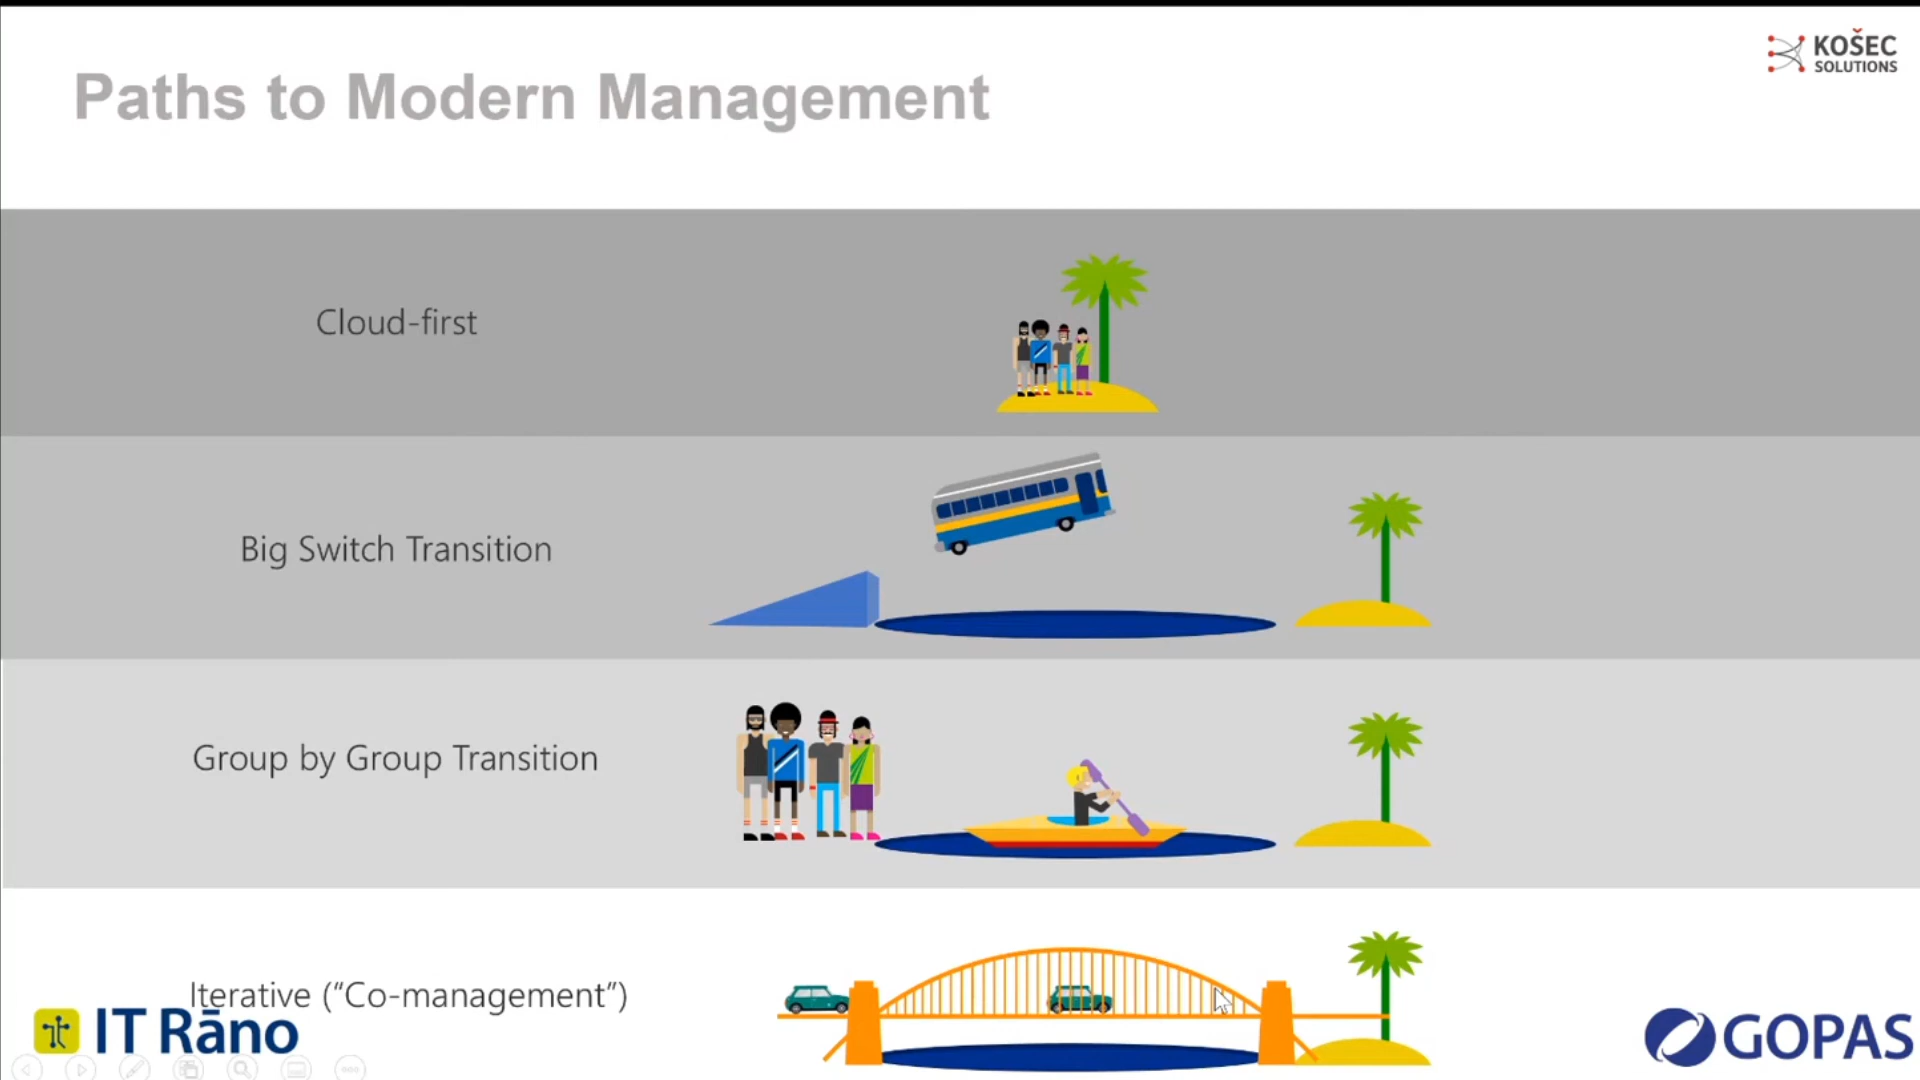 KOŠEC
SOLUTIONS
Paths to Modern Management
Cloud-first
Big Switch Transition
Group by Group Transition
Iterative (“Co-management”)
IT Rāno
GOPAS